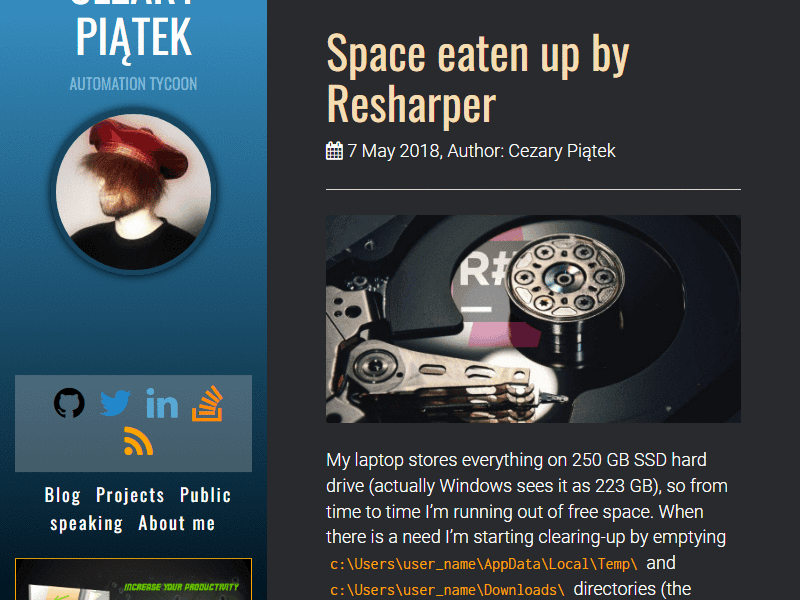 CEZARY
PIĄTEK
AUTOMATION TYCOON
Blog Projects Public
speaking About me
INCREASE YOUR PRODUCTIVITY
Space eaten up by
Resharper
7 May 2018, Author: Cezary Piątek
R#
My laptop stores everything on 250 GB SSD hard
drive (actually Windows sees it as 223 GB), so from
time to time I’m running out of free space. When
there is a need I’m starting clearing-up by emptying
c:\Users\user_name\AppData\Local\Temp\ and
c:\Users\user_name\Downloads\ directories (the